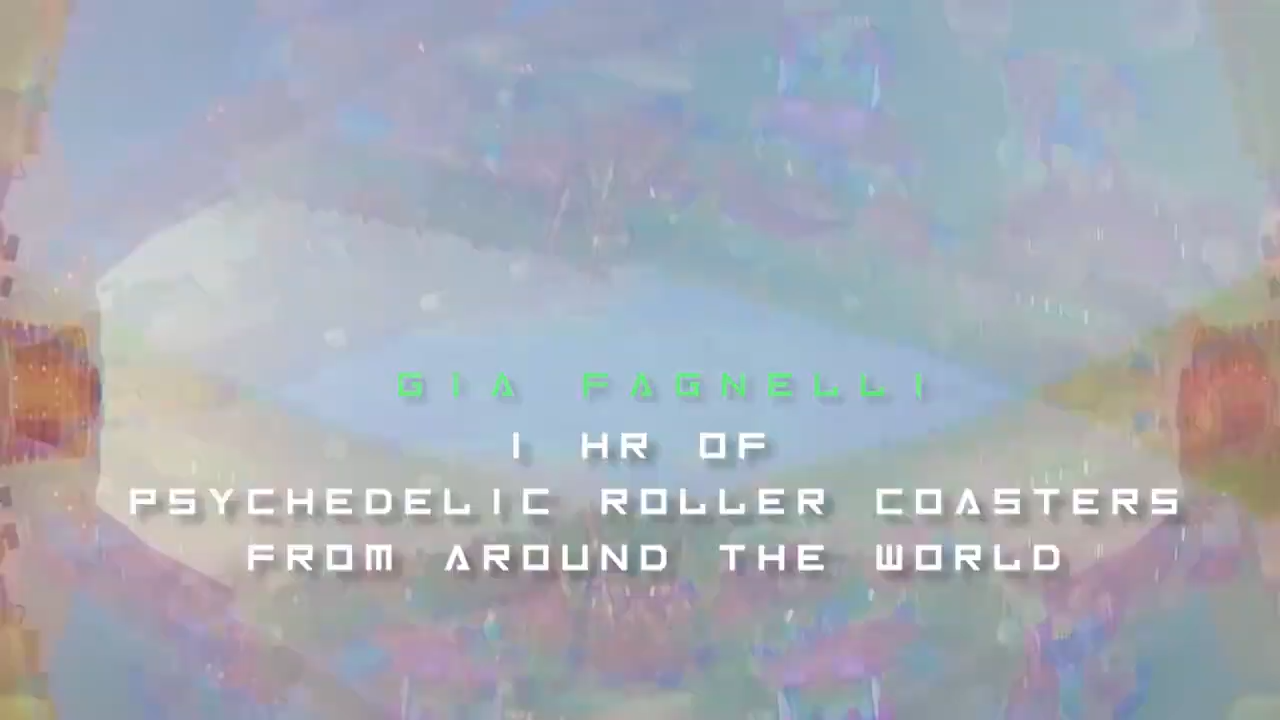 GIA FAGNELLI
1 HR OF
PSYCHEDELIC ROLLER COASTERS
FROM AROUND THE WORLD